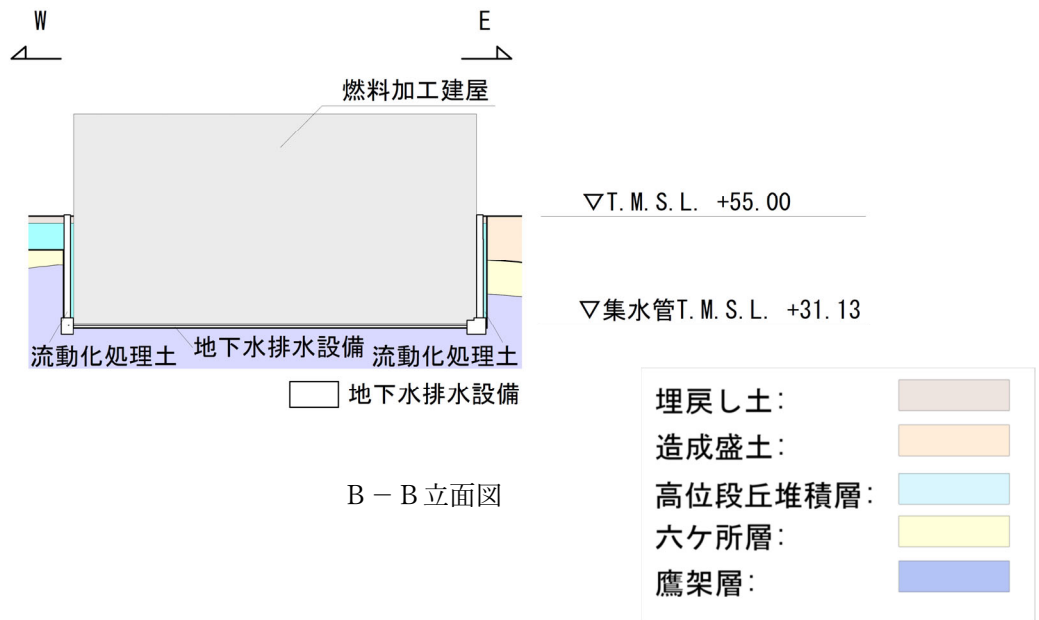 W
E
燃料加工建屋
▽T.M.S.L. +55.00
▽集水管T.M.S.L. +31.13
流動化処理土
地下水排水設備
流動化処理土
地下水排水設備
B－B立面図
埋戻し土:
造成盛土:
高位段丘堆積層:
六ケ所層:
鷹架層: